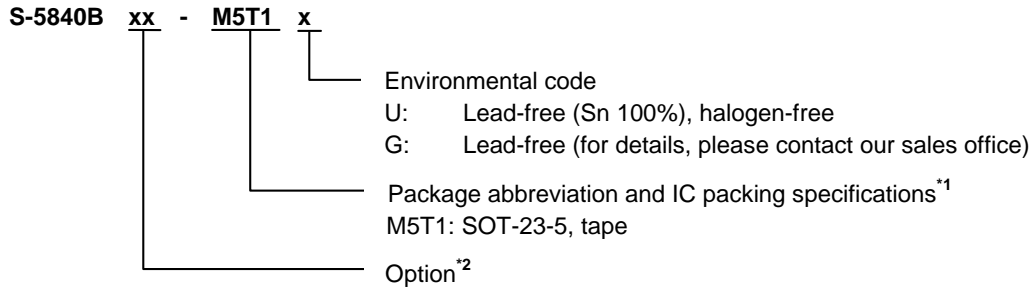 S-5840B xx - M5T1 x
Environmental code
U: Lead-free (Sn 100%), halogen-free
G: Lead-free (for details, please contact our sales office)
Package abbreviation and IC packing specifications*1
M5T1: SOT-23-5, tape
Option*2